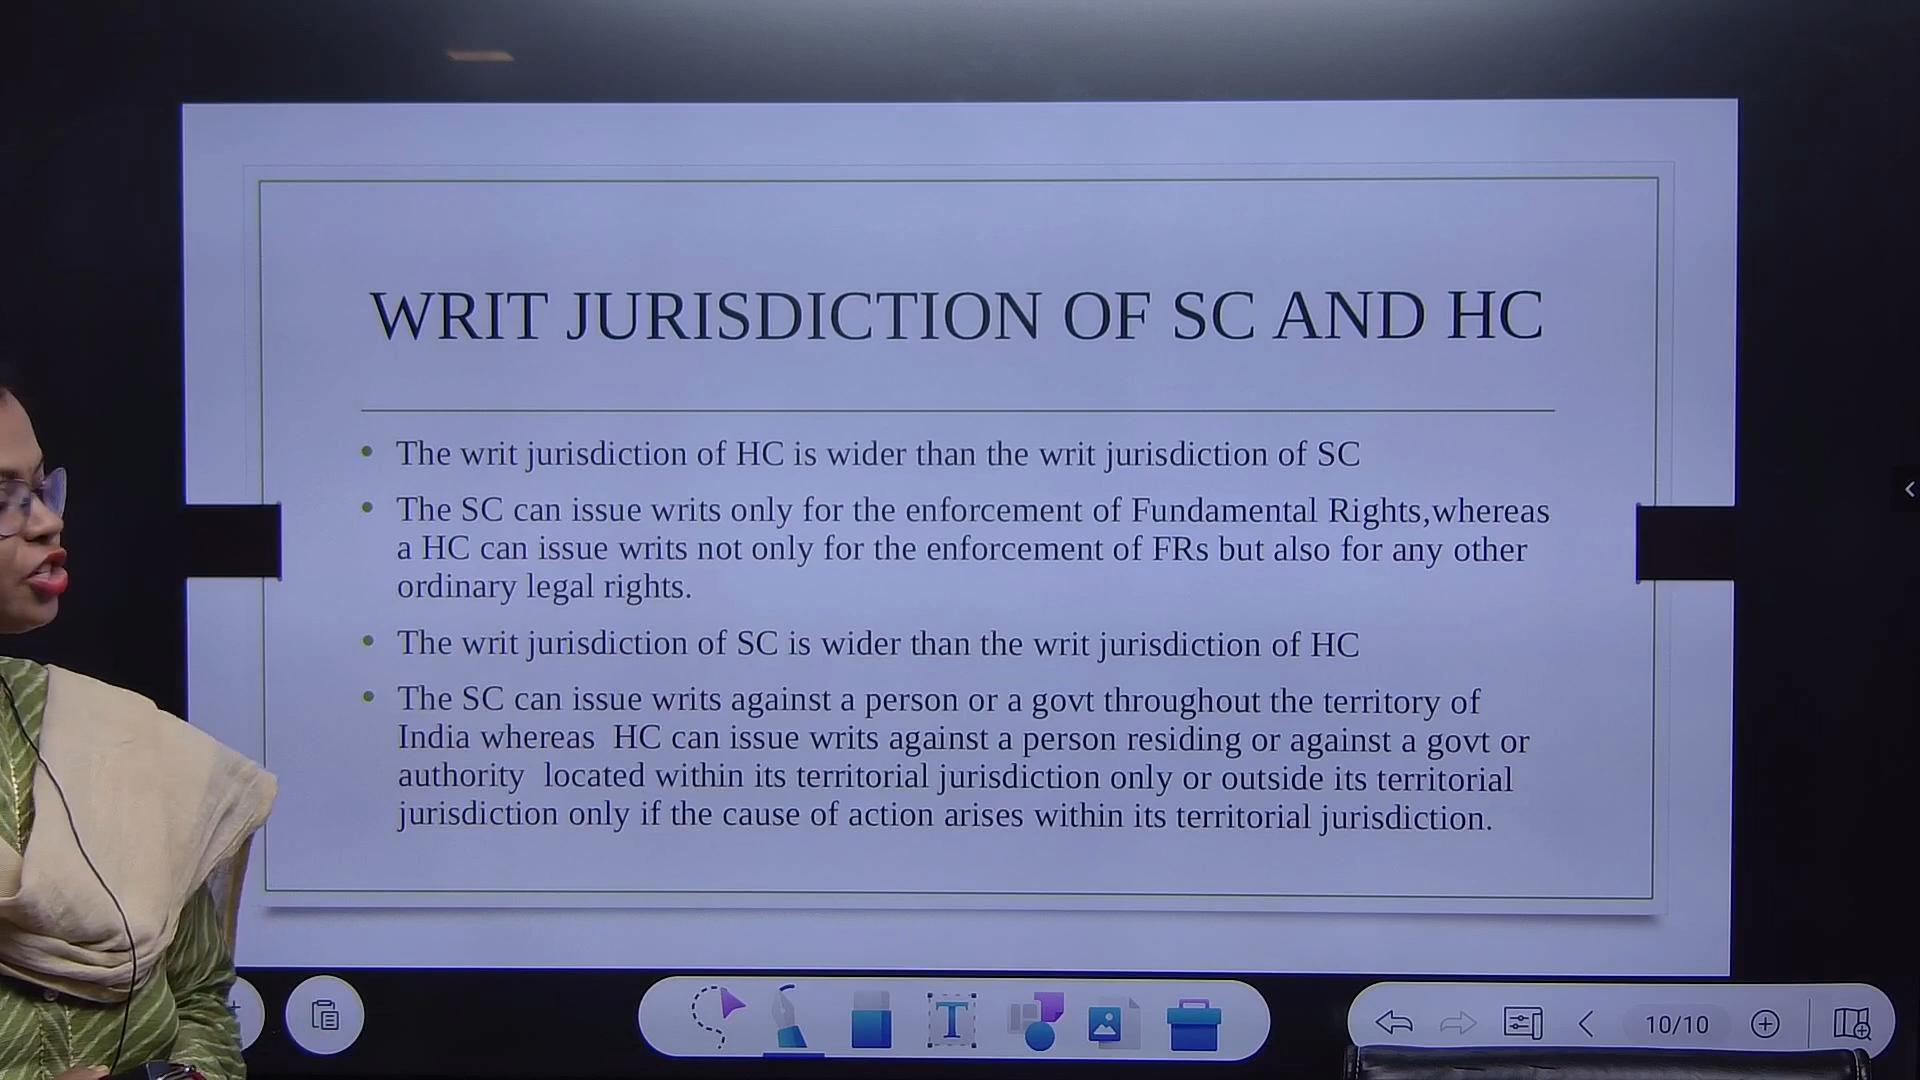 WRIT JURISDICTION OF SC AND HC
• The writ jurisdiction of HC is wider than the writ jurisdiction of SC
• The SC can issue writs only for the enforcement of Fundamental Rights,whereas
a HC can issue writs not only for the enforcement of FRs but also for any other
ordinary legal rights.
• The writ jurisdiction of SC is wider than the writ jurisdiction of HC
• The SC can issue writs against a person or a govt throughout the territory of
India whereas  HC can issue writs against a person residing or against a govt or
authority  located within its territorial jurisdiction only or outside its territorial
jurisdiction only if the cause of action arises within its territorial jurisdiction.
T
10/10